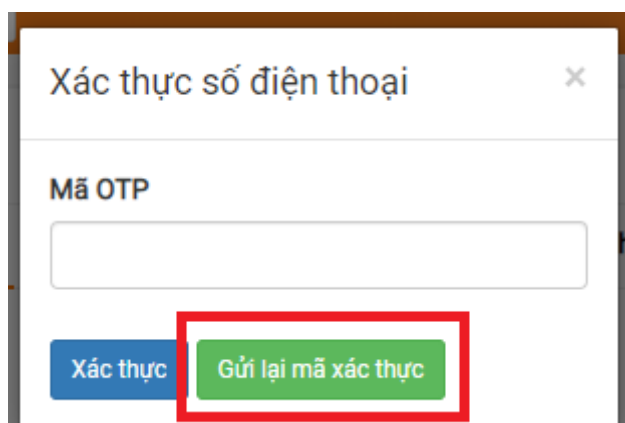 Xác thực số điện thoại ×
Mã OTP
Xác thực Gửi lại mã xác thực